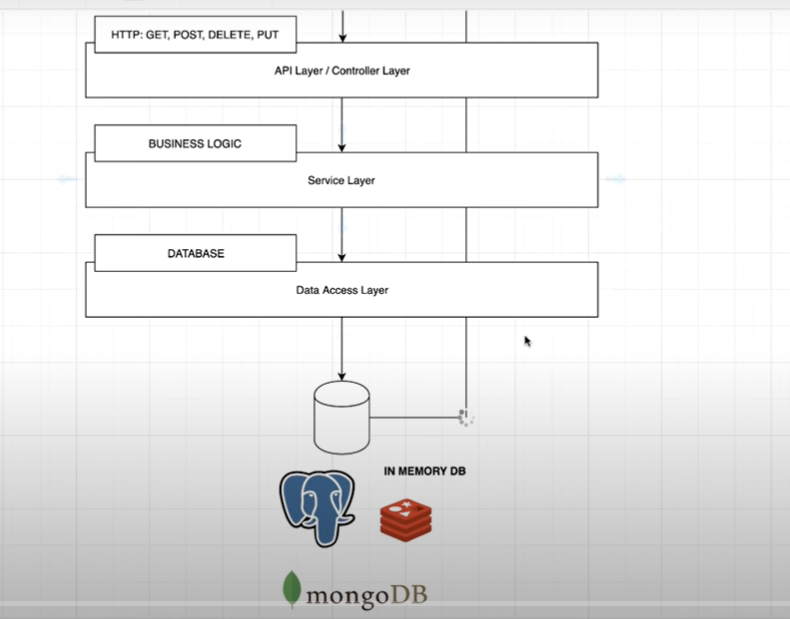 HTTP: GET, POST, DELETE, PUT
API Layer / Controller Layer
BUSINESS LOGIC
Service Layer
DATABASE
Data Access Layer
IN MEMORY DB
mongoDB